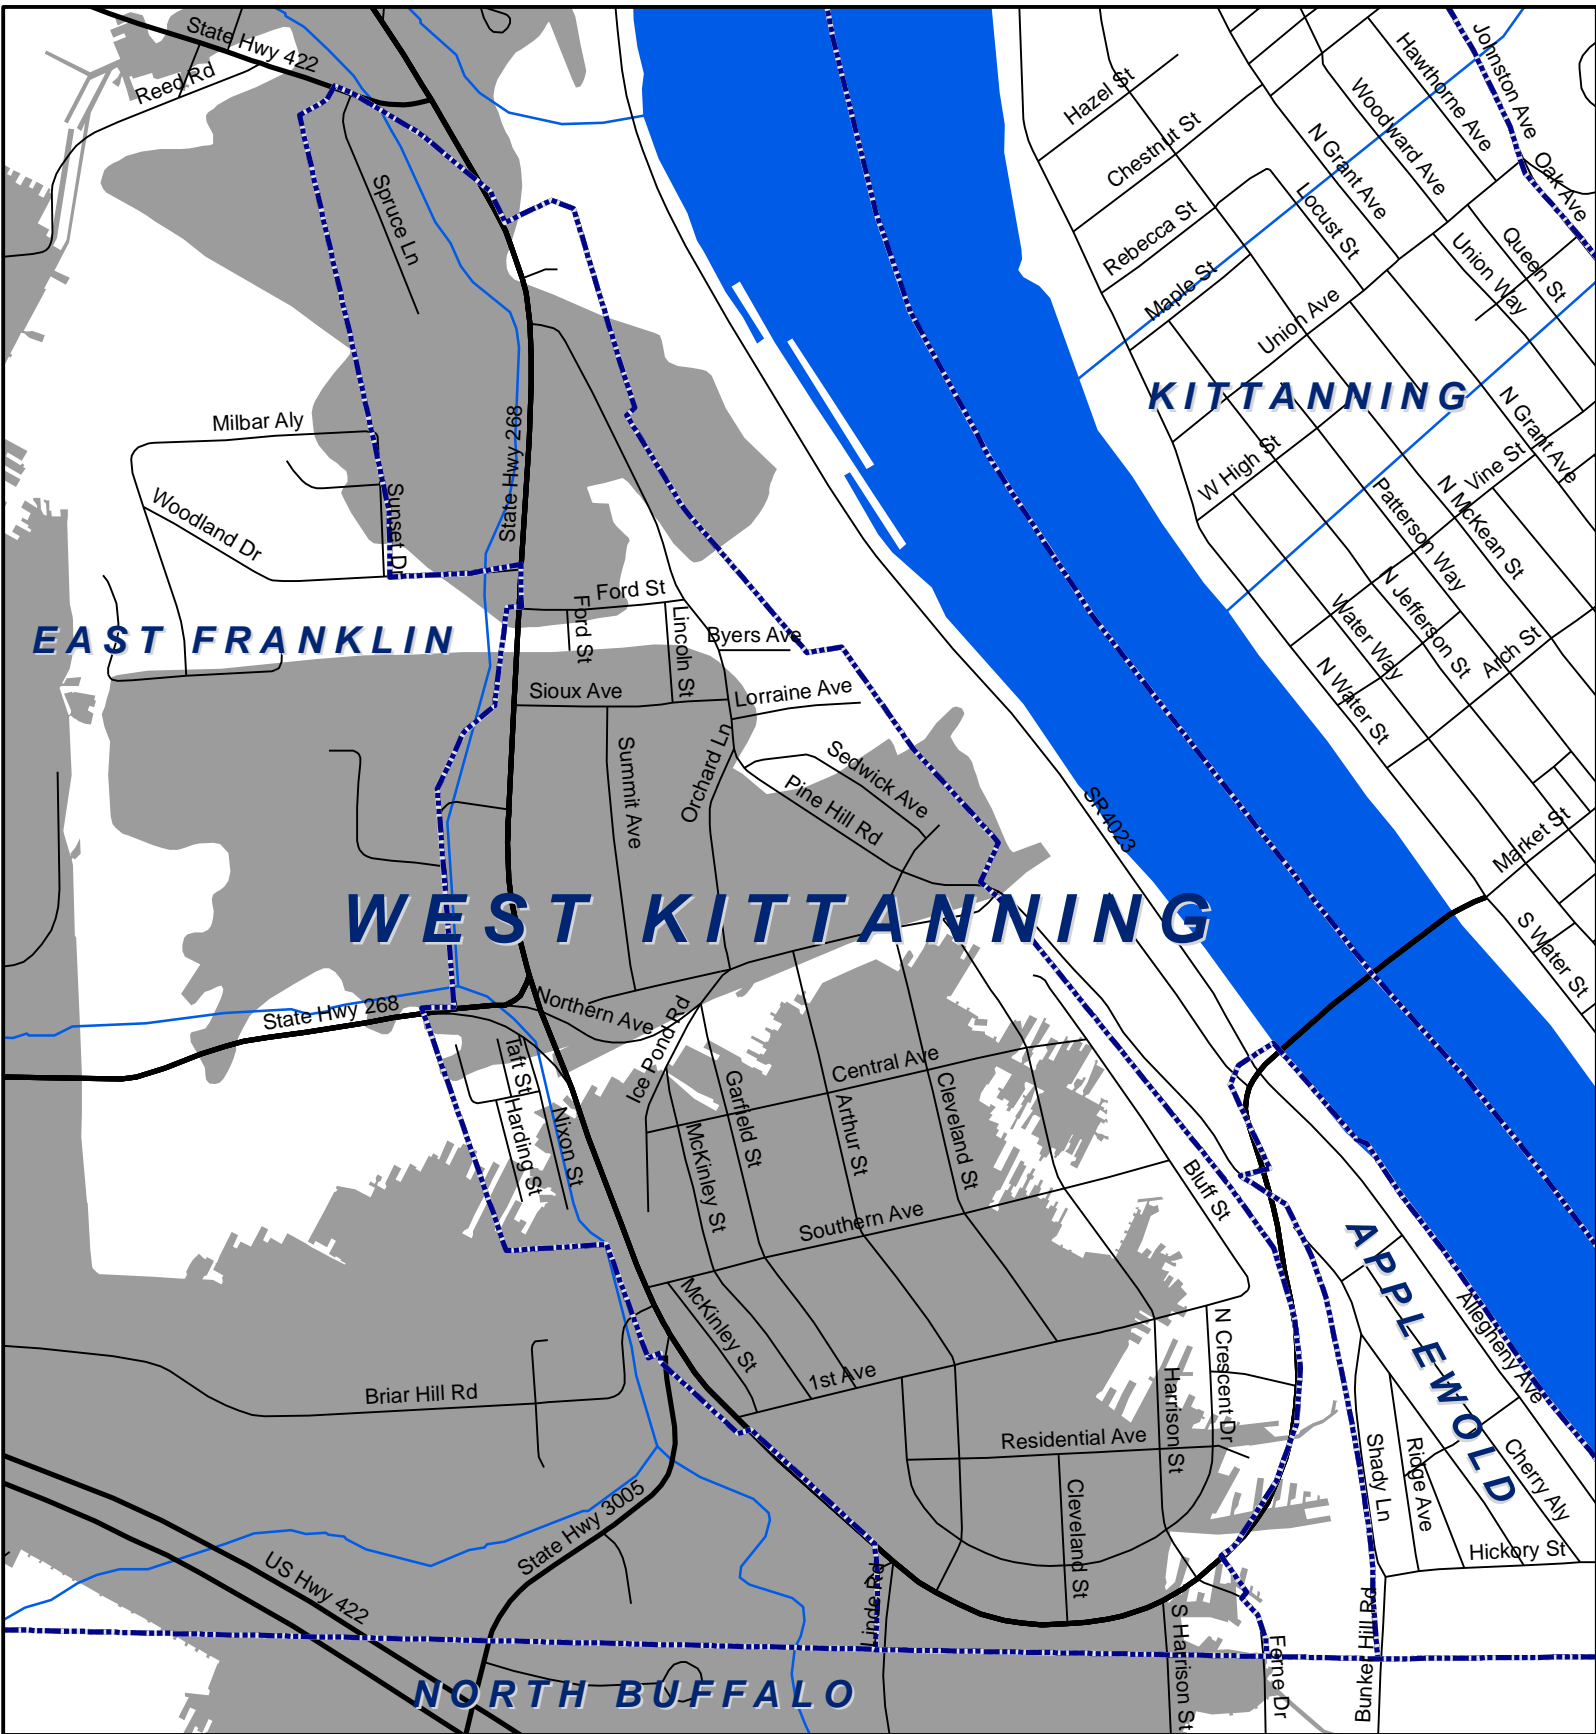 State Hwy 422
Reed Rd
Spruce Ln
Hazel St
Chestnut St
Rebecca St
Maple St
Hawthorne Ave
Johnston Ave
Woodward Ave
Oak Ave
N Grant Ave
Locust St
Queen St
Union Way
Union Ave
KITTANNING
N Grant Ave
Vine St
W High St
Patterson Way
N McKean St
N Jefferson St
Water Way
Arch St
N Water St
Market St
S Water St
Milbar Aly
Woodland Dr
Sunset Dr
State Hwy 268
EAST FRANKLIN
Ford St
Ford St
Lincoln St
Byers Ave
Sioux Ave
Lorraine Ave
Summit Ave
Orchard Ln
Sedwick Ave
Pine Hill Rd
SR4023
WEST KITTANNING
State Hwy 268
Northern Ave
Ice Pond Rd
Taft St
Harding St
Nixon St
Central Ave
Garfield St
McKinley St
Arthur St
Cleveland St
Bluff St
Southern Ave
McKinley St
1st Ave
N Crescent Dr
Harrison St
APPLEWOLD
Allegheny Ave
Briar Hill Rd
Residential Ave
Cleveland St
Shady Ln
Ridge Ave
Cherry Aly
Hickory St
State Hwy 3005
US Hwy 422
Linde Rd
S Harrison St
Ferne Dr
Bunker Hill Rd
NORTH BUFFALO